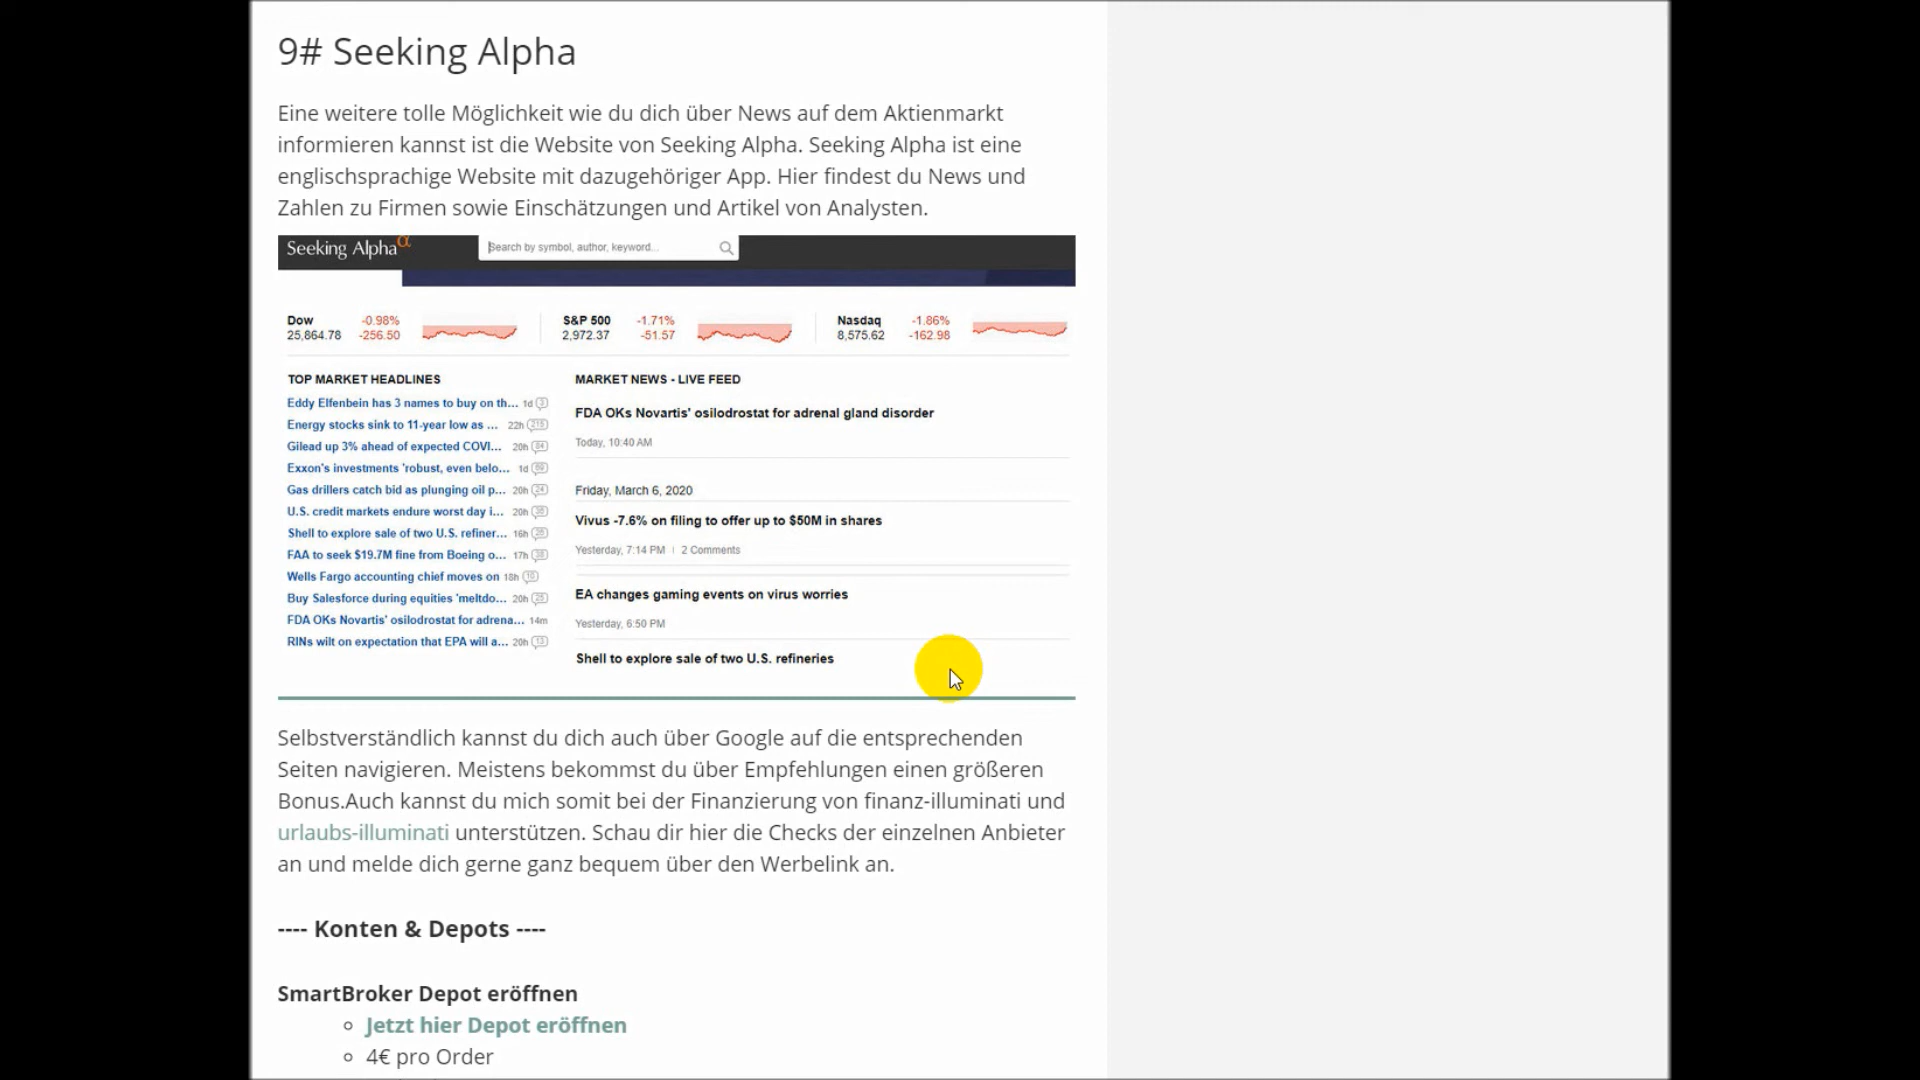 9# Seeking Alpha
Eine weitere tolle Möglichkeit wie du dich über News auf dem Aktienmarkt
informieren kannst ist die Website von Seeking Alpha. Seeking Alpha ist eine
englischsprachige Website mit dazugehöriger App. Hier findest du News und
Zahlen zu Firmen sowie Einschätzungen und Artikel von Analysten.
Seeking Alpha α Search by symbol, author, keyword...
Dow -0.98% S&P 500 -1.71% Nasdaq -1.86%
25,864.78 -256.50 2,972.37 -51.57 8,575.62 -162.98
TOP MARKET HEADLINES
Eddy Elfenbein has 3 names to buy on th... 1d 3
Energy stocks sink to 11-year low as ... 22h 215
Gilead up 3% ahead of expected COVI... 20h 84
Exxon's investments 'robust, even belo... 1d
Gas drillers catch bid as plunging oil p... 20h 24
U.S. credit markets endure worst day i... 20h
Shell to explore sale of two U.S. refiner... 16h
FAA to seek $19.7M fine from Boeing o... 17h
Wells Fargo accounting chief moves on 18h 10
Buy Salesforce during equities 'meltdo... 20h 25
FDA OKs Novartis' osilodrostat for adrena... 14m
RINs wilt on expectation that EPA will a... 20h 13
MARKET NEWS - LIVE FEED
FDA OKs Novartis' osilodrostat for adrenal gland disorder
Today, 10:40 AM
Friday, March 6, 2020
Vivus -7.6% on filing to offer up to $50M in shares
Yesterday, 7:14 PM | 2 Comments
EA changes gaming events on virus worries
Yesterday, 6:50 PM
Shell to explore sale of two U.S. refineries
Selbstverständlich kannst du dich auch über Google auf die entsprechenden
Seiten navigieren. Meistens bekommst du über Empfehlungen einen größeren
Bonus.Auch kannst du mich somit bei der Finanzierung von finanz-illuminati und
urlaubs-illuminati unterstützen. Schau dir hier die Checks der einzelnen Anbieter
an und melde dich gerne ganz bequem über den Werbelink an.
---- Konten & Depots ----
SmartBroker Depot eröffnen
Jetzt hier Depot eröffnen
4€ pro Order